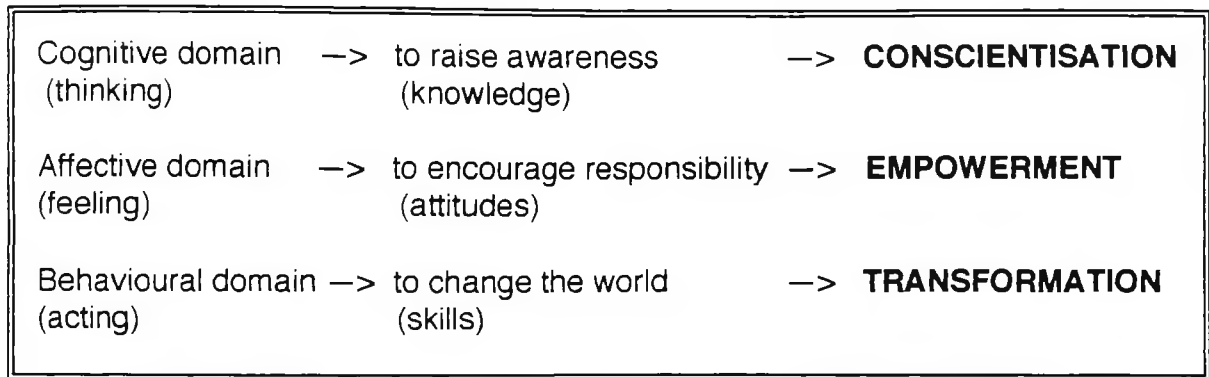 Cognitive domain —> to raise awareness —> CONSCIENTISATION
(thinking) (knowledge)
Affective domain —> to encourage responsibility —> EMPOWERMENT
(feeling) (attitudes)
Behavioural domain —> to change the world —> TRANSFORMATION
(acting) (skills)